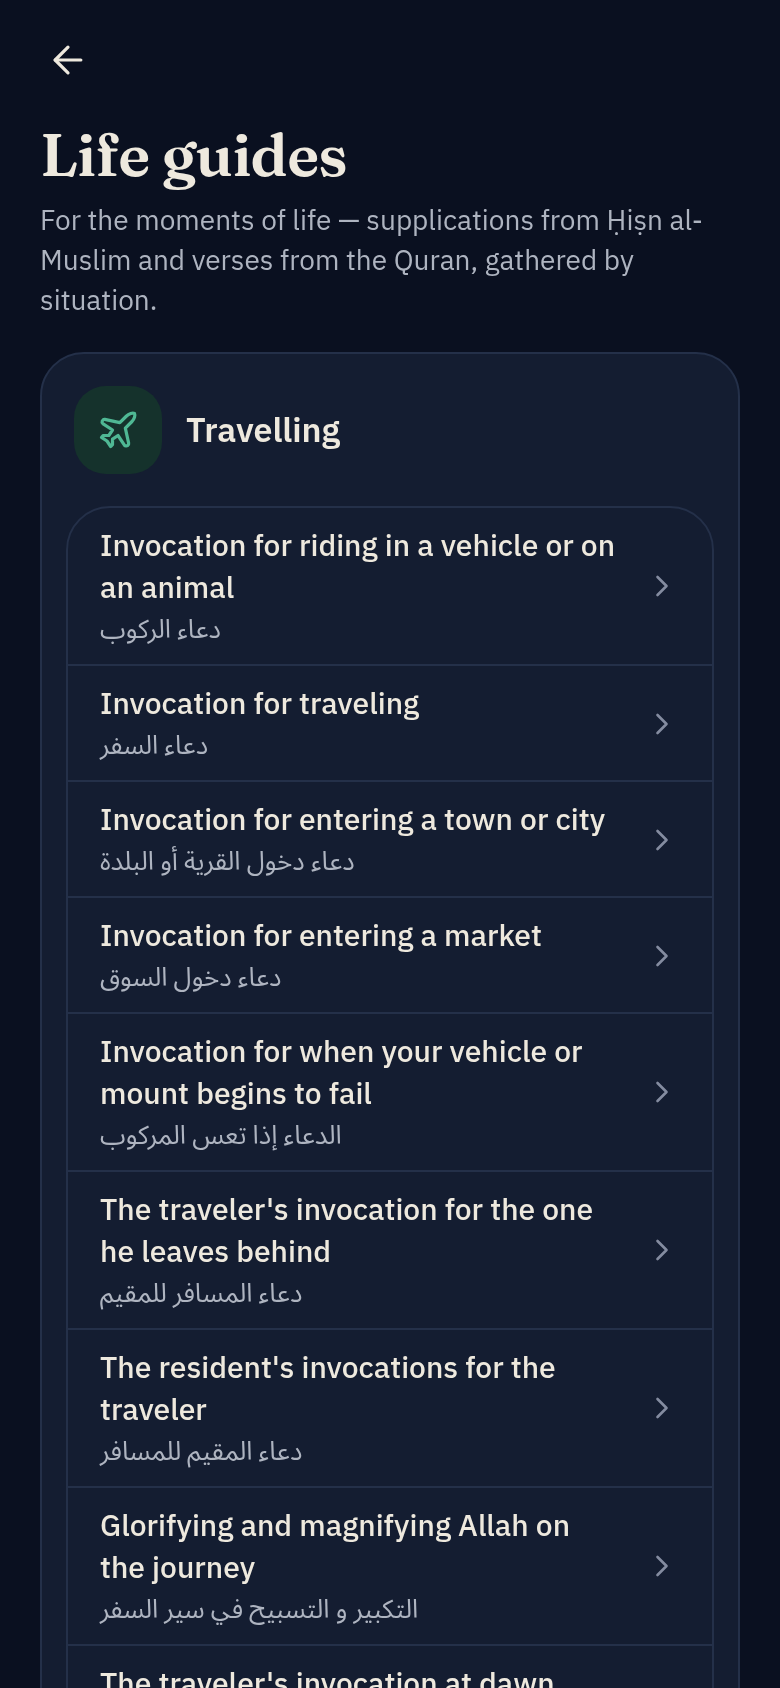 Life guides
For the moments of life — supplications from Ḥiṣn al-
Muslim and verses from the Quran, gathered by
situation.
Travelling
Invocation for riding in a vehicle or on
an animal
دعاء الركوب
Invocation for traveling
دعاء السفر
Invocation for entering a town or city
دعاء دخول القرية أو البلدة
Invocation for entering a market
دعاء دخول السوق
Invocation for when your vehicle or
mount begins to fail
الدعاء إذا تعس المركوب
The traveler's invocation for the one
he leaves behind
دعاء المسافر للمقيم
The resident's invocations for the
traveler
دعاء المقيم للمسافر
Glorifying and magnifying Allah on
the journey
التكبير و التسبيح في سير السفر
The traveler's invocation at dawn